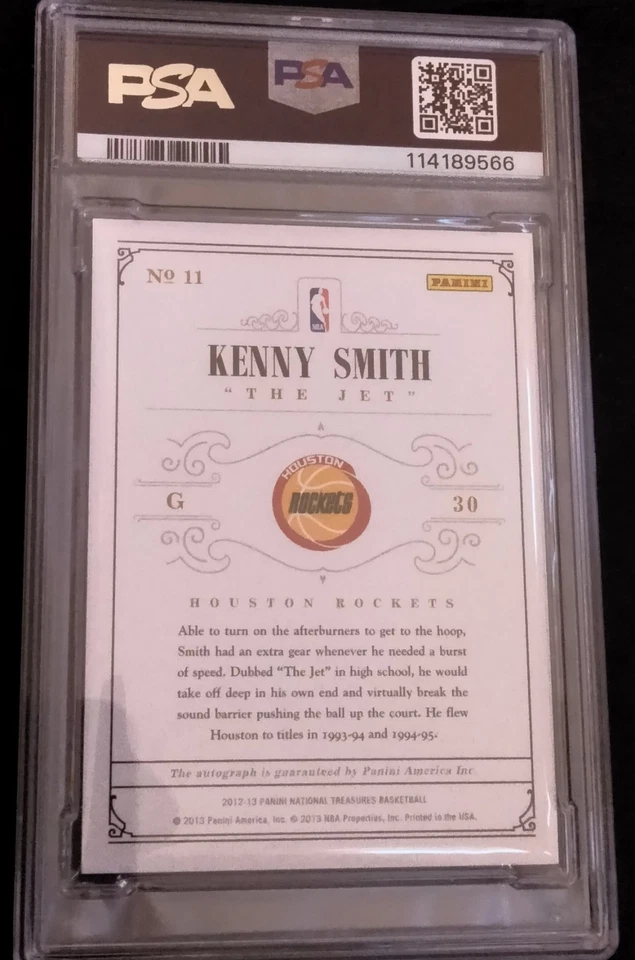 PSA
PSA
114189566
Nº 11
PANINI
NBA
KENNY SMITH
"THE JET"
HOUSTON
ROCKETS
G
30
HOUSTON ROCKETS
Able to turn on the afterburners to get to the hoop,
Smith had an extra gear whenever he needed a burst
of speed. Dubbed "The Jet" in high school, he would
take off deep in his own end and virtually break the
sound barrier pushing the ball up the court. He flew
Houston to titles in 1993-94 and 1994-95.
The autograph is guaranteed by Panini America Inc
2012-13 PANINI NATIONAL TREASURES BASKETBALL
© 2013 Panini America, Inc. © 2013 NBA Properties, Inc. Printed in the USA.